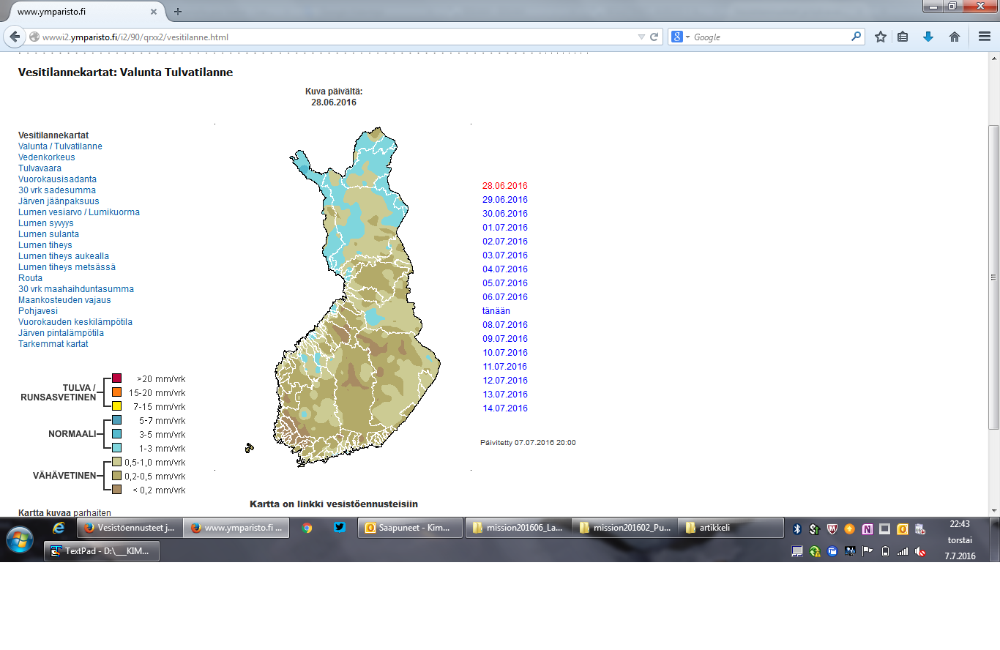 www.ymparisto.fi
wwwi2.ymparisto.fi/i2/90/qrxx2/vesitilanne.html
Google
Vesitilannekartat: Valunta Tulvatilanne
Kuva päivältä:
28.06.2016
Vesitilannekartat
Valunta / Tulvatilanne
Vedenkorkeus
Tulvavaara
Vuorokausisadanta
30 vrk sadesumma
Järven jäänpaksuus
Lumen vesiarvo / Lumikuorma
Lumen syvyys
Lumen sulanta
Lumen tiheys
Lumen tiheys aukealla
Lumen tiheys metsässä
Routa
30 vrk maahaihduntasumma
Maankosteuden vajaus
Pohjavesi
Vuorokauden keskilämpötila
Järven pintalämpötila
Tarkemmat kartat
28.06.2016
29.06.2016
30.06.2016
01.07.2016
02.07.2016
03.07.2016
04.07.2016
05.07.2016
06.07.2016
tänään
08.07.2016
09.07.2016
10.07.2016
11.07.2016
12.07.2016
13.07.2016
14.07.2016
TULVA /
RUNSASVETINEN
>20 mm/vrk
15-20 mm/vrk
7-15 mm/vrk
NORMAALI
5-7 mm/vrk
3-5 mm/vrk
1-3 mm/vrk
VÄHÄVETINEN
0,5-1,0 mm/vrk
0,2-0,5 mm/vrk
< 0,2 mm/vrk
Päivitetty 07.07.2016 20:00
Kartta on linkki vesistöennusteisiin
Kartta kuvaa parhaiten
Vesistöennusteet j...
www.ymparisto.fi ...
Saapuneet - Kim...
mission201606_La...
mission201602_Pu...
artikkeli
TextPad - D:\___KIM...
22:43
torstai
7.7.2016